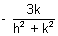 - 3k
h² + k²